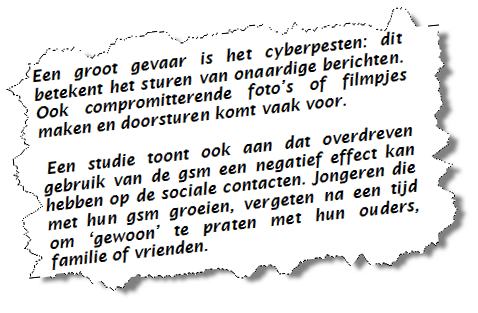 Een groot gevaar is het cyberpesten: dit
betekent het sturen van onaardige berichten.
Ook compromitterende foto's of filmpjes
maken en doorsturen komt vaak voor.
Een studie toont ook aan dat overdreven
gebruik van de gsm een negatief effect kan
hebben op de sociale contacten. Jongeren die
met hun gsm groeien, vergeten na een tijd
om ‘gewoon’ te praten met hun ouders,
familie of vrienden.